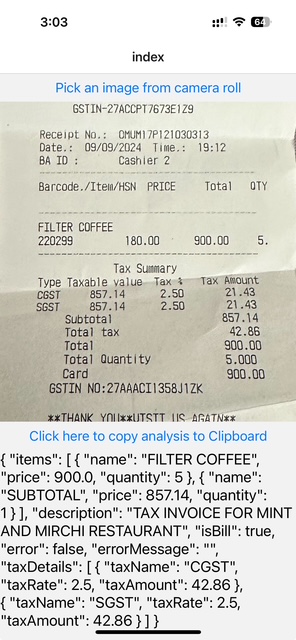 3:03
64
index
Pick an image from camera roll
GSTIN-27ACCPT7673E1Z9
Receipt No.: OMUM17P121030313
Date.: 09/09/2024 Time.: 19:12
BA ID : Cashier 2
Barcode./Item/HSN PRICE Total QTY
FILTER COFFEE
220299 180.00 900.00 5.
Tax Summary
Type Taxable value Tax % Tax Amount
CGST 857.14 2.50 21.43
SGST 857.14 2.50 21.43
Subtotal 857.14
Total tax 42.86
Total 900.00
Total Quantity 5.000
Card 900.00
GSTIN NO:27AAACI1358J1ZK
**THANK YOU**VISIT US AGAIN**
Click here to copy analysis to Clipboard
{ "items": [ { "name": "FILTER COFFEE",
"price": 900.0, "quantity": 5 }, { "name":
"SUBTOTAL", "price": 857.14, "quantity":
1 } ], "description": "TAX INVOICE FOR MINT
AND MIRCHI RESTAURANT", "isBill": true,
"error": false, "errorMessage": "",
"taxDetails": [ { "taxName": "CGST",
"taxRate": 2.5, "taxAmount": 42.86 },
{ "taxName": "SGST", "taxRate": 2.5,
"taxAmount": 42.86 } ] }